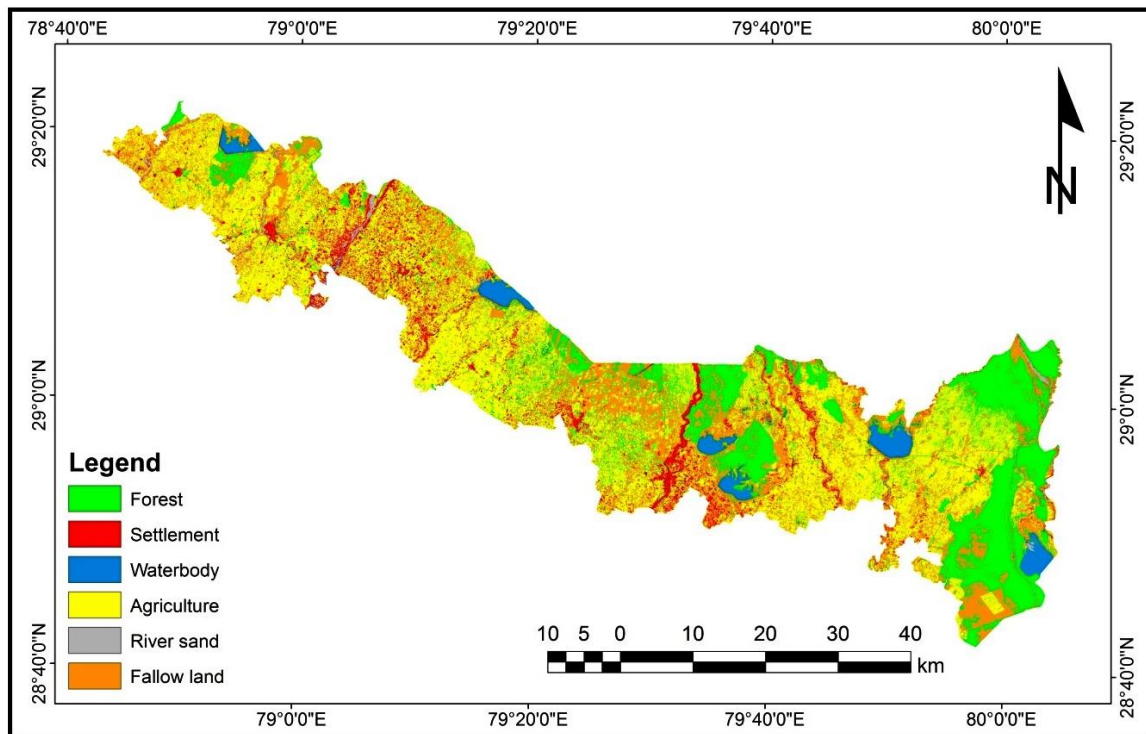 78°40'0"E 79°0'0"E 79°20'0"E 79°40'0"E 80°0'0"E
29°20'0"N 29°20'0"N
N
29°0'0"N 29°0'0"N
Legend
Forest
Settlement
Waterbody
Agriculture
River sand
Fallow land
10 5 0 10 20 30 40
km
28°40'0"N 28°40'0"N
79°0'0"E 79°20'0"E 79°40'0"E 80°0'0"E